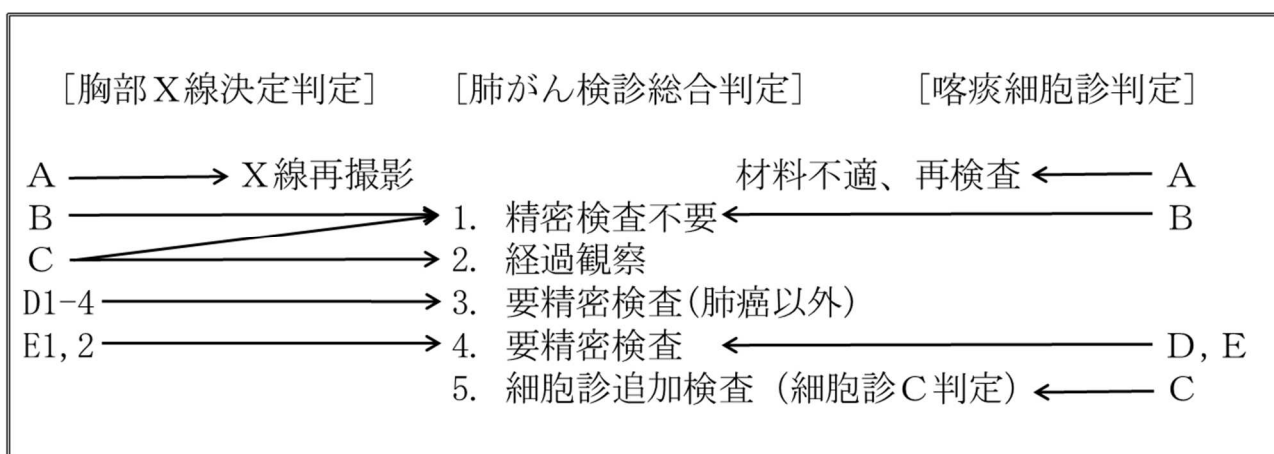 [胸部X線決定判定] [肺がん検診総合判定] [喀痰細胞診判定]
A → X線再撮影 材料不適、再検査 ← A
B 1. 精密検査不要 B
C 2. 経過観察
D1-4 3. 要精密検査(肺癌以外)
E1,2 4. 要精密検査 D, E
5. 細胞診追加検査(細胞診C判定) C